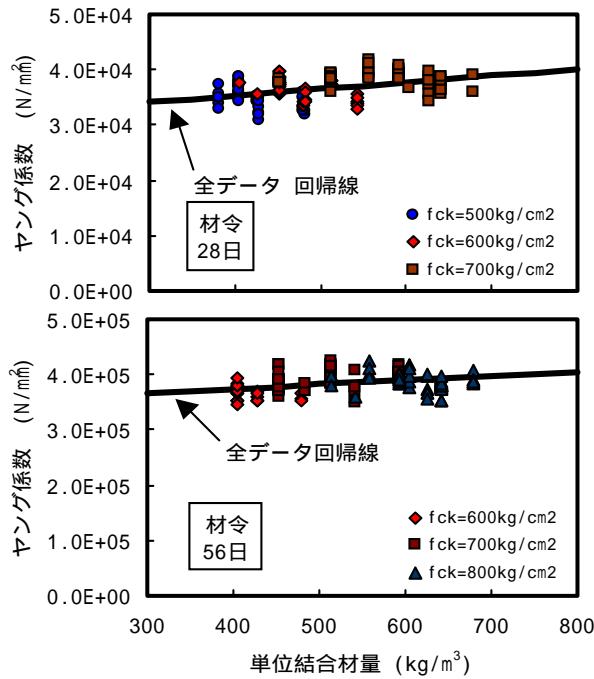 5.0E+04
4.0E+04
3.0E+04
2.0E+04
1.0E+04
0.0E+00
ヤング係数 (N/mm²)
全データ 回帰線
材令
28日
fck=500kg/cm2
fck=600kg/cm2
fck=700kg/cm2
5.0E+05
4.0E+05
3.0E+05
2.0E+05
1.0E+05
0.0E+00
ヤング係数 (N/mm²)
全データ回帰線
材令
56日
fck=600kg/cm2
fck=700kg/cm2
fck=800kg/cm2
300 400 500 600 700 800
単位結合材量 (kg/m³)